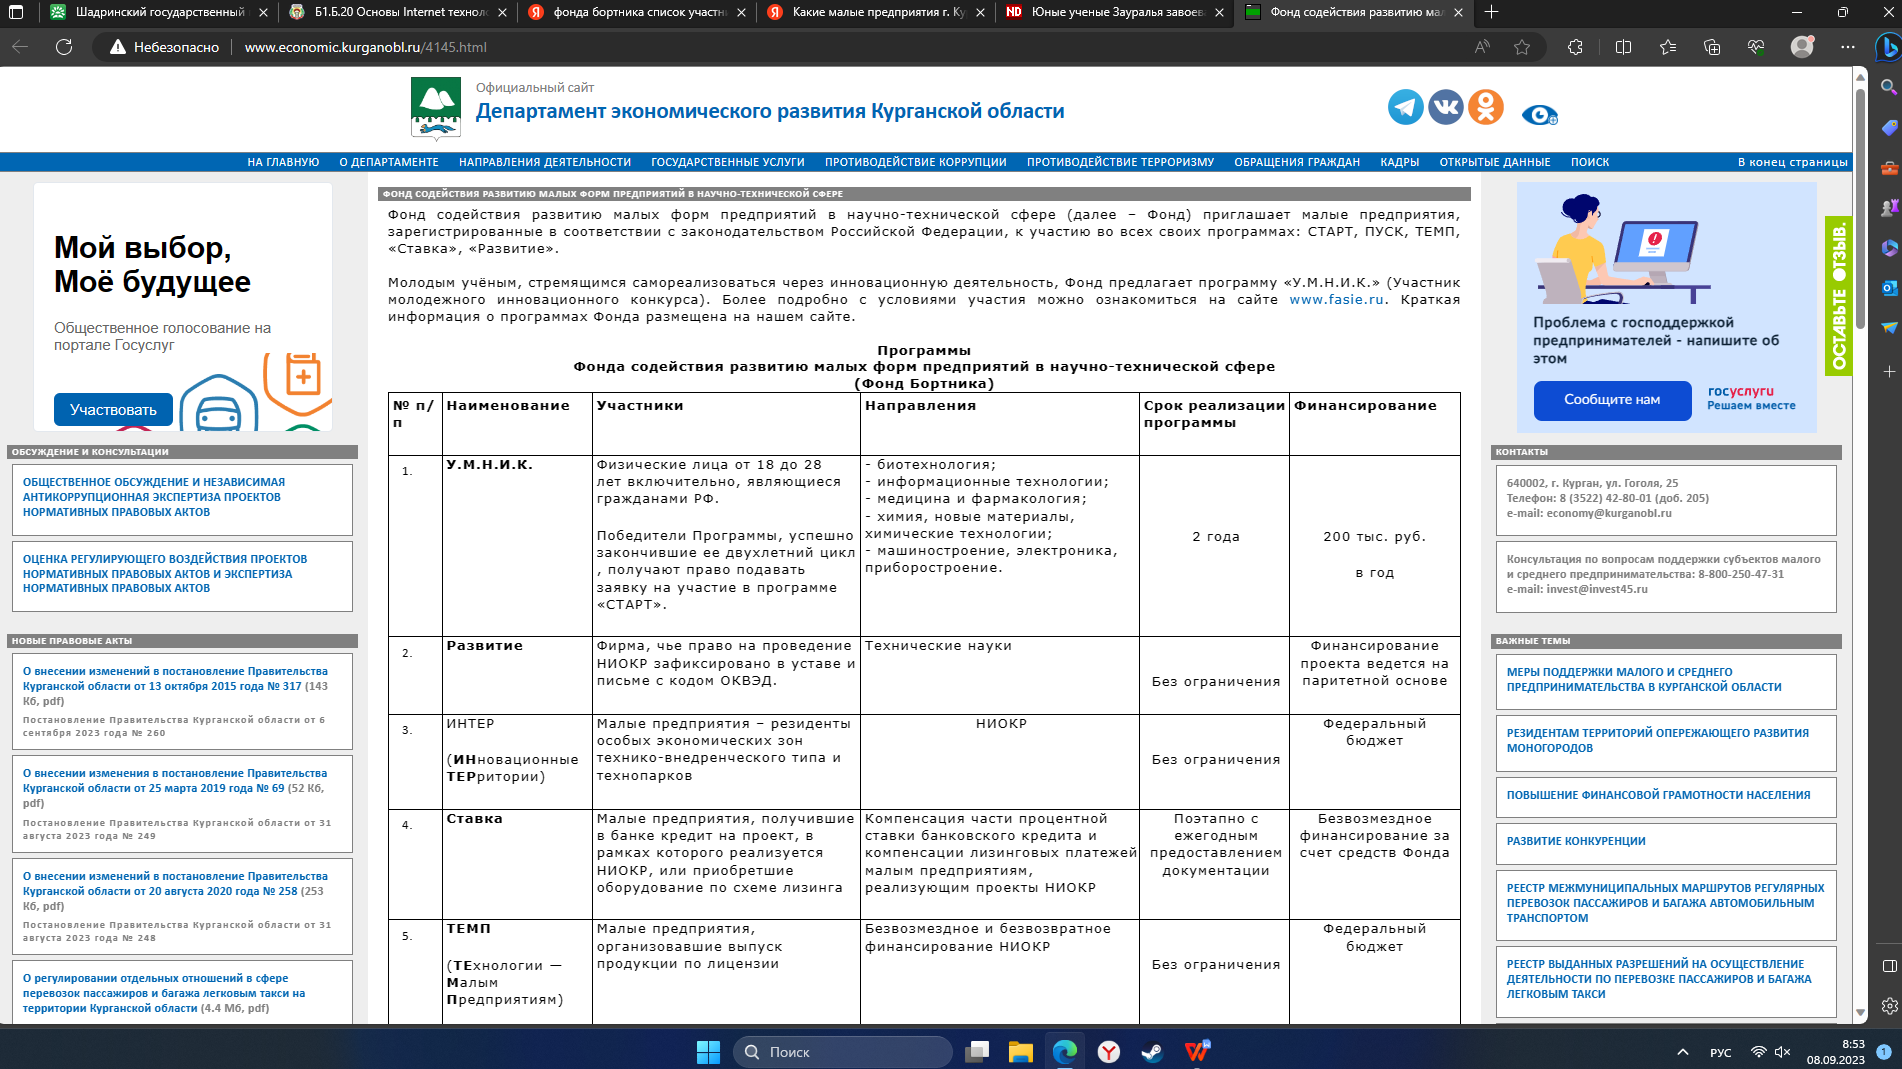 Шадринский государственный
Б1.Б.20 Основы Internet технол
фонда бортника список участн
Какие малые предприятия г. Ку
Юные ученые Зауралья завоев
Фонд содействия развитию мал
Небезопасно
www.economic.kurganobl.ru/4145.html
Официальный сайт
Департамент экономического развития Курганской области
НА ГЛАВНУЮ
О ДЕПАРТАМЕНТЕ
НАПРАВЛЕНИЯ ДЕЯТЕЛЬНОСТИ
ГОСУДАРСТВЕННЫЕ УСЛУГИ
ПРОТИВОДЕЙСТВИЕ КОРРУПЦИИ
ПРОТИВОДЕЙСТВИЕ ТЕРРОРИЗМУ
ОБРАЩЕНИЯ ГРАЖДАН
КАДРЫ
ОТКРЫТЫЕ ДАННЫЕ
ПОИСК
В конец страницы
Мой выбор,
Моё будущее
Общественное голосование на
портале Госуслуг
Участвовать
ОБСУЖДЕНИЕ И КОНСУЛЬТАЦИИ
ОБЩЕСТВЕННОЕ ОБСУЖДЕНИЕ И НЕЗАВИСИМАЯ
АНТИКОРРУПЦИОННАЯ ЭКСПЕРТИЗА ПРОЕКТОВ
НОРМАТИВНЫХ ПРАВОВЫХ АКТОВ
ОЦЕНКА РЕГУЛИРУЮЩЕГО ВОЗДЕЙСТВИЯ ПРОЕКТОВ
НОРМАТИВНЫХ ПРАВОВЫХ АКТОВ И ЭКСПЕРТИЗА
НОРМАТИВНЫХ ПРАВОВЫХ АКТОВ
НОВЫЕ ПРАВОВЫЕ АКТЫ
О внесении изменений в постановление Правительства
Курганской области от 13 октября 2015 года № 317 (143
Кб, pdf)
Постановление Правительства Курганской области от 6
сентября 2023 года № 260
О внесении изменения в постановление Правительства
Курганской области от 25 марта 2019 года № 69 (52 Кб,
pdf)
Постановление Правительства Курганской области от 31
августа 2023 года № 249
О внесении изменений в постановление Правительства
Курганской области от 20 августа 2020 года № 258 (253
Кб, pdf)
Постановление Правительства Курганской области от 31
августа 2023 года № 248
О регулировании отдельных отношений в сфере
перевозок пассажиров и багажа легковым такси на
территории Курганской области (4.4 Мб, pdf)
ФОНД СОДЕЙСТВИЯ РАЗВИТИЮ МАЛЫХ ФОРМ ПРЕДПРИЯТИЙ В НАУЧНО-ТЕХНИЧЕСКОЙ СФЕРЕ
Фонд содействия развитию малых форм предприятий в научно-технической сфере (далее – Фонд) приглашает малые предприятия,
зарегистрированные в соответствии с законодательством Российской Федерации, к участию во всех своих программах: СТАРТ, ПУСК, ТЕМП,
«Ставка», «Развитие».
Молодым учёным, стремящимся самореализоваться через инновационную деятельность, Фонд предлагает программу «У.М.Н.И.К.» (Участник
молодежного инновационного конкурса). Более подробно с условиями участия можно ознакомиться на сайте www.fasie.ru. Краткая
информация о программах Фонда размещена на нашем сайте.
Программы
Фонда содействия развитию малых форм предприятий в научно-технической сфере
(Фонд Бортника)
№ п/
п
Наименование
Участники
Направления
Срок реализации
программы
Финансирование
1.
У.М.Н.И.К.
Физические лица от 18 до 28
лет включительно, являющиеся
гражданами РФ.
Победители Программы, успешно
закончившие ее двухлетний цикл
, получают право подавать
заявку на участие в программе
«СТАРТ».
- биотехнология;
- информационные технологии;
- медицина и фармакология;
- химия, новые материалы,
химические технологии;
- машиностроение, электроника,
приборостроение.
2 года
200 тыс. руб.
в год
2.
Развитие
Фирма, чье право на проведение
НИОКР зафиксировано в уставе и
письме с кодом ОКВЭД.
Технические науки
Без ограничения
Финансирование
проекта ведется на
паритетной основе
3.
ИНТЕР
(ИНновационные
ТЕРритории)
Малые предприятия – резиденты
особых экономических зон
технико-внедренческого типа и
технопарков
НИОКР
Без ограничения
Федеральный
бюджет
4.
Ставка
Малые предприятия, получившие
в банке кредит на проект, в
рамках которого реализуется
НИОКР, или приобретшие
оборудование по схеме лизинга
Компенсация части процентной
ставки банковского кредита и
компенсации лизинговых платежей
малым предприятиям,
реализующим проекты НИОКР
Поэтапно с
ежегодным
предоставлением
документации
Безвозмездное
финансирование за
счет средств Фонда
5.
ТЕМП
(ТЕхнологии —
Малым
Предприятиям)
Малые предприятия,
организовавшие выпуск
продукции по лицензии
Безвозмездное и безвозвратное
финансирование НИОКР
Без ограничения
Федеральный
бюджет
Проблема с господдержкой
предпринимателей - напишите об
этом
Сообщите нам
госуслуги
Решаем вместе
ОСТАВЬТЕ ОТЗЫВ.
КОНТАКТЫ
640002, г. Курган, ул. Гоголя, 25
Телефон: 8 (3522) 42-80-01 (доб. 205)
e-mail: economy@kurganobl.ru
Консультация по вопросам поддержки субъектов малого
и среднего предпринимательства: 8-800-250-47-31
e-mail: invest@invest45.ru
ВАЖНЫЕ ТЕМЫ
МЕРЫ ПОДДЕРЖКИ МАЛОГО И СРЕДНЕГО
ПРЕДПРИНИМАТЕЛЬСТВА В КУРГАНСКОЙ ОБЛАСТИ
РЕЗИДЕНТАМ ТЕРРИТОРИЙ ОПЕРЕЖАЮЩЕГО РАЗВИТИЯ
МОНОГОРОДОВ
ПОВЫШЕНИЕ ФИНАНСОВОЙ ГРАМОТНОСТИ НАСЕЛЕНИЯ
РАЗВИТИЕ КОНКУРЕНЦИИ
РЕЕСТР МЕЖМУНИЦИПАЛЬНЫХ МАРШРУТОВ РЕГУЛЯРНЫХ
ПЕРЕВОЗОК ПАССАЖИРОВ И БАГАЖА АВТОМОБИЛЬНЫМ
ТРАНСПОРТОМ
РЕЕСТР ВЫДАННЫХ РАЗРЕШЕНИЙ НА ОСУЩЕСТВЛЕНИЕ
ДЕЯТЕЛЬНОСТИ ПО ПЕРЕВОЗКЕ ПАССАЖИРОВ И БАГАЖА
ЛЕГКОВЫМ ТАКСИ
Поиск
РУС
8:53
08.09.2023
1